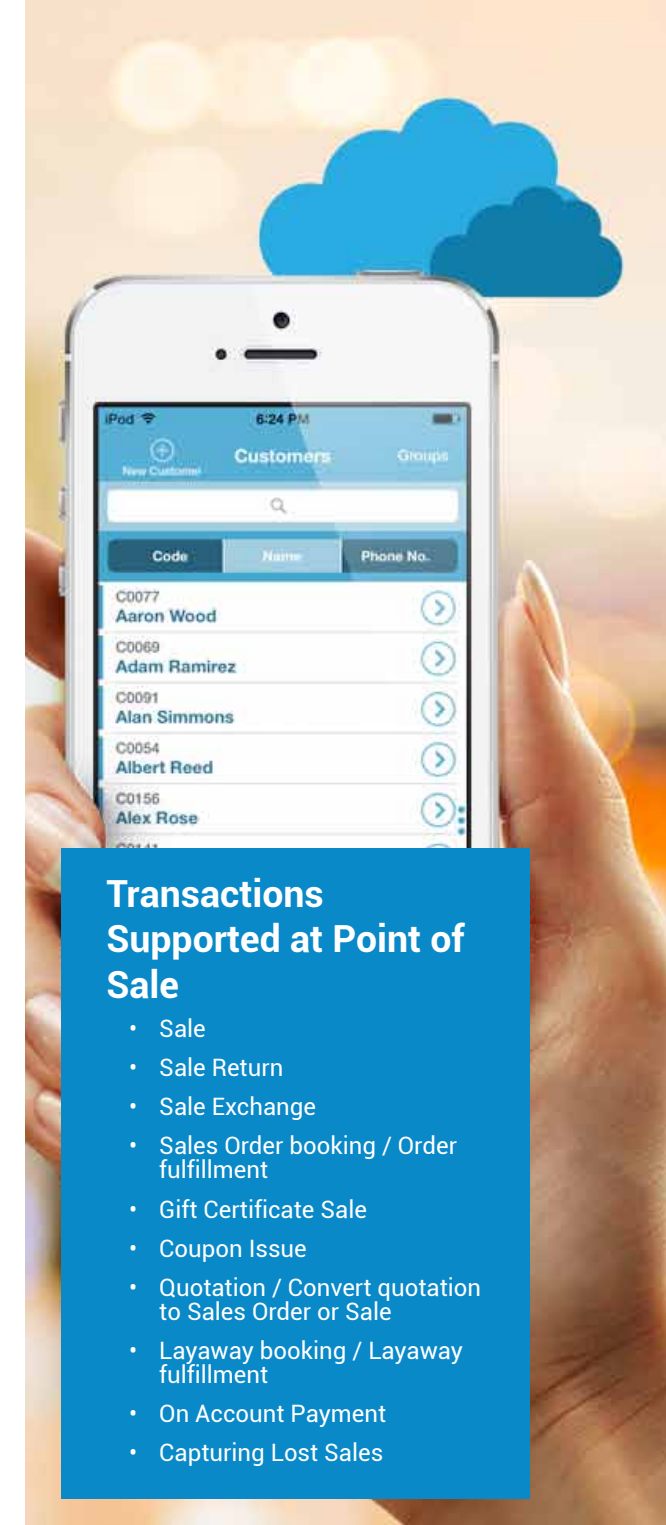 iPod
6:24 PM
New Customer
Customers
Groups
Code
Name
Phone No.
C0077
Aaron Wood
C0069
Adam Ramirez
C0091
Alan Simmons
C0054
Albert Reed
C0156
Alex Rose
Transactions
Supported at Point of
Sale
• Sale
• Sale Return
• Sale Exchange
• Sales Order booking / Order
fulfillment
• Gift Certificate Sale
• Coupon Issue
• Quotation / Convert quotation
to Sales Order or Sale
• Layaway booking / Layaway
fulfillment
• On Account Payment
• Capturing Lost Sales